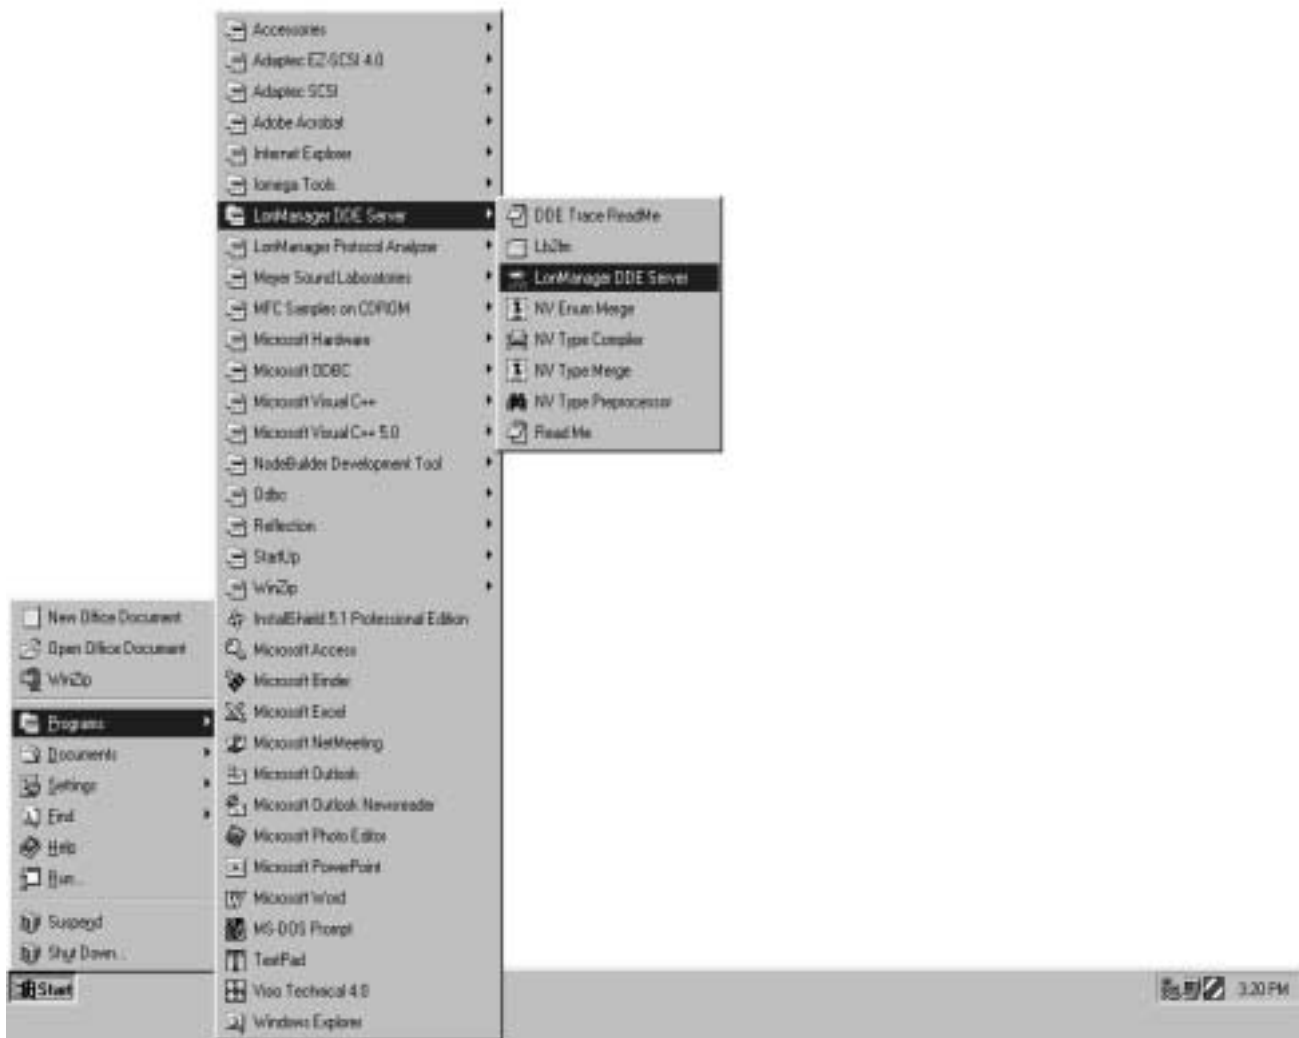 Accessories
Adaptec EZ-SCSI 4.0
Adaptec SCSI
Adobe Acrobat
Internet Explorer
Iomega Tools
LonManager DDE Server
LonManager Protocol Analyzer
Meyer Sound Laboratories
MFC Samples on CDROM
Microsoft Hardware
Microsoft ODBC
Microsoft Visual C++
Microsoft Visual C++ 5.0
NodeBuilder Development Tool
Odbc
Reflection
StartUp
WinZip
InstallShield 5.1 Professional Edition
Microsoft Access
Microsoft Binder
Microsoft Excel
Microsoft NetMeeting
Microsoft Outlook
Microsoft Outlook Newsreader
Microsoft Photo Editor
Microsoft PowerPoint
Microsoft Word
MS-DOS Prompt
TextPad
Visio Technical 4.0
Windows Explorer
DDE Trace ReadMe
LonManager DDE Server
NV Enum Merge
NV Type Compiler
NV Type Merge
NV Type Preprocessor
Read Me
New Office Document
Open Office Document
WinZip
Programs
Documents
Settings
Find
Help
Run...
Suspend
Shut Down...
Start
3:20 PM